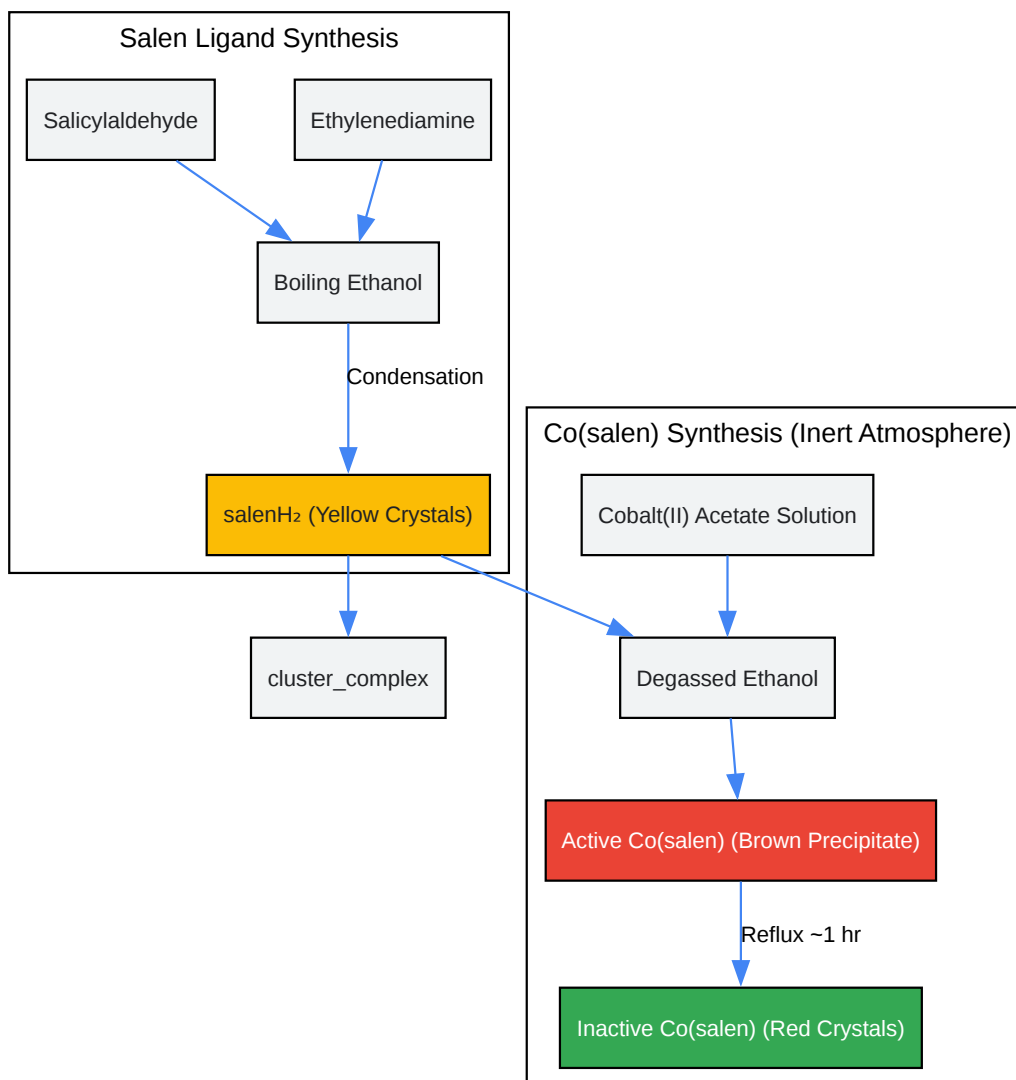 Salen Ligand Synthesis
Salicylaldehyde
Ethylenediamine
Boiling Ethanol
Condensation
salenH₂ (Yellow Crystals)
cluster_complex
Co(salen) Synthesis (Inert Atmosphere)
Cobalt(II) Acetate Solution
Degassed Ethanol
Active Co(salen) (Brown Precipitate)
Reflux ~1 hr
Inactive Co(salen) (Red Crystals)